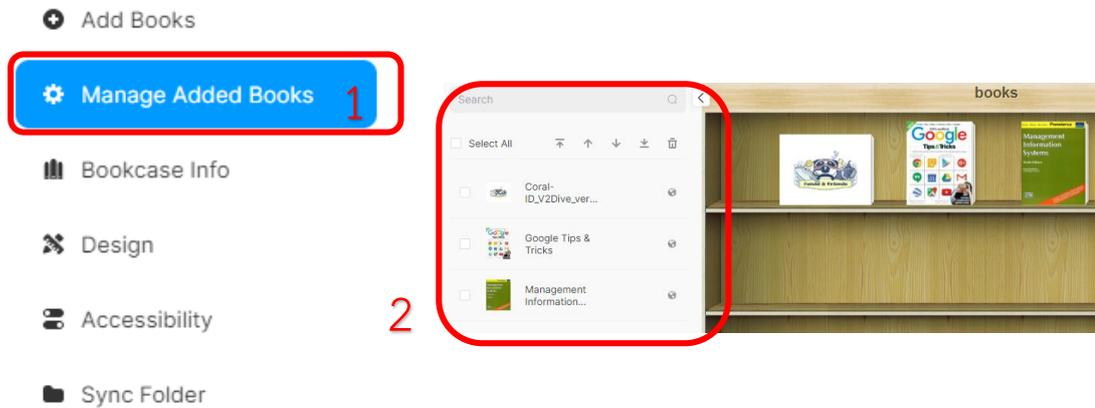 Add Books
Manage Added Books
1
Bookcase Info
Design
Accessibility
Sync Folder
2
Search
Select All
Coral-
ID_V2Dive_ver...
Google Tips &
Tricks
Management
Information...
books
Google
Tips & Tricks
Management
Information
Systems